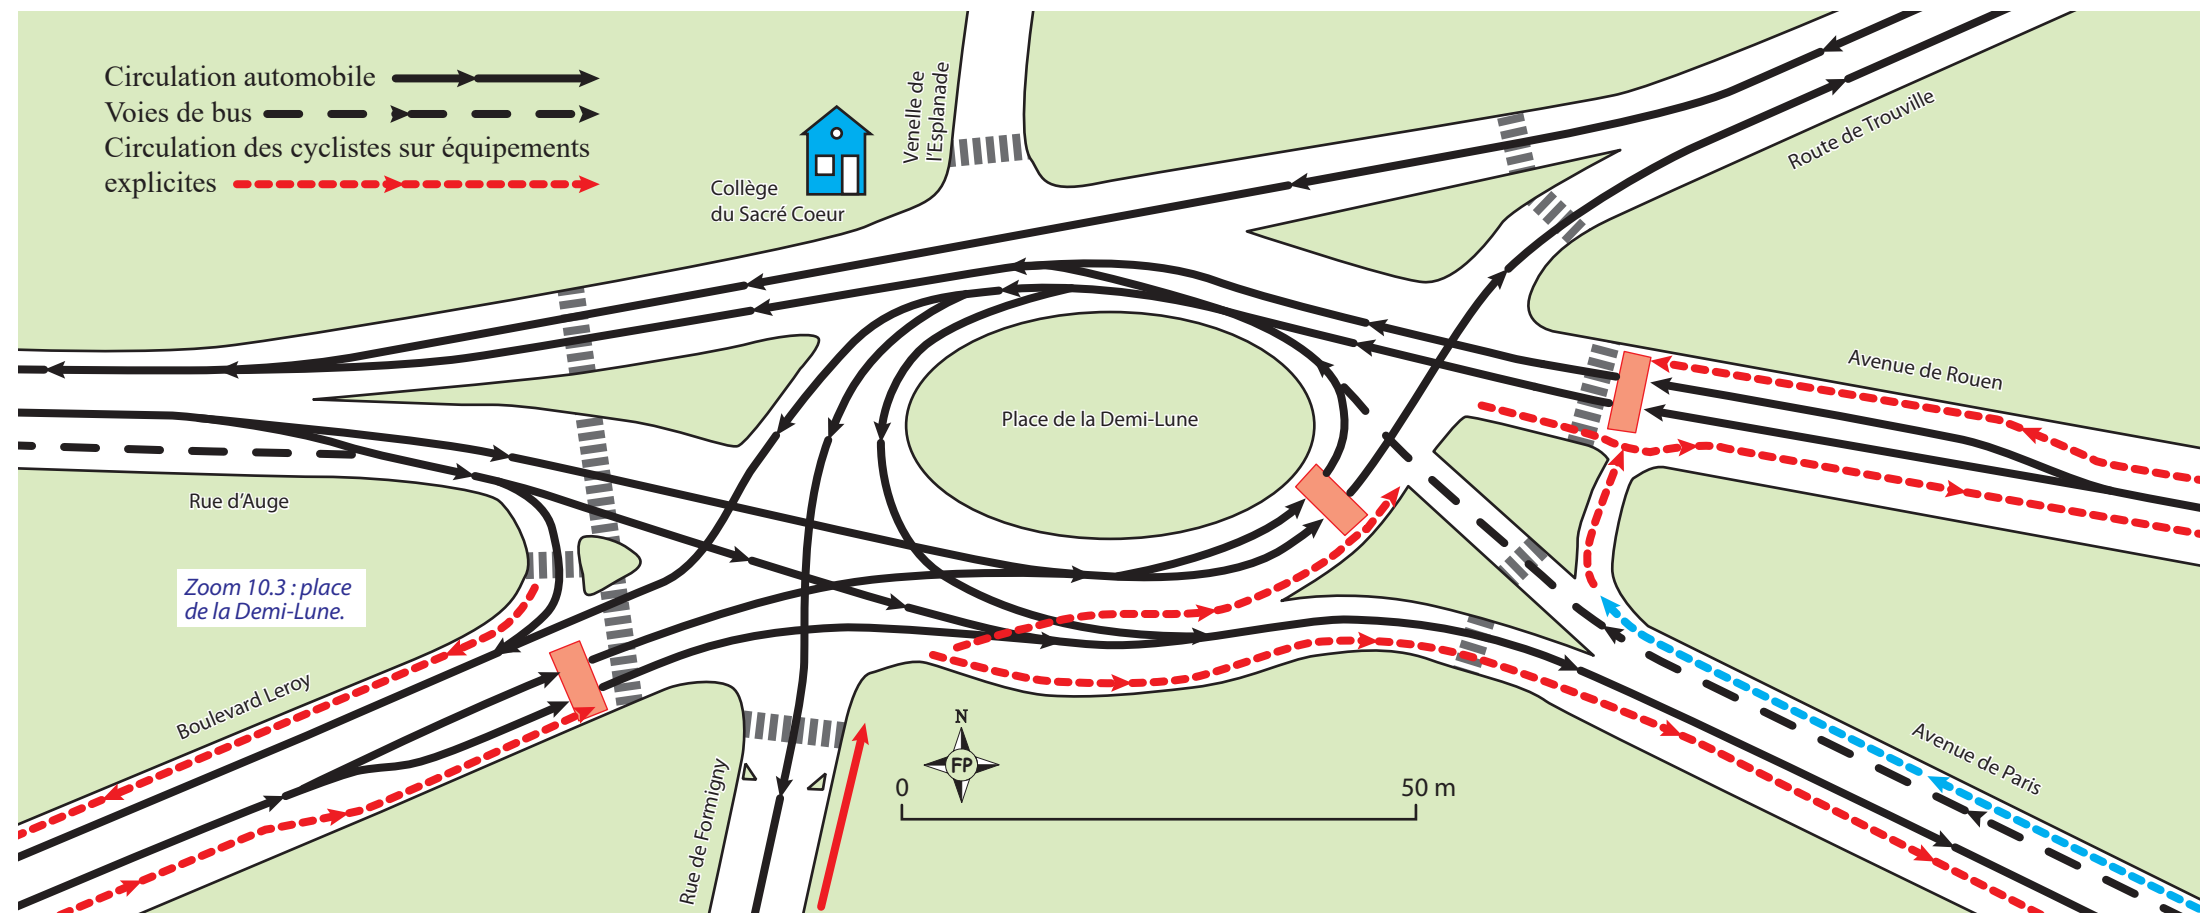 Circulation automobile
Voies de bus
Circulation des cyclistes sur équipements
explicites
Venelle de
l'Esplanade
Collège
du Sacré Coeur
Route de Trouville
Avenue de Rouen
Place de la Demi-Lune
Rue d'Auge
Zoom 10.3 : place
de la Demi-Lune.
Boulevard Leroy
Rue de Formigny
N
FP
0
50 m
Avenue de Paris